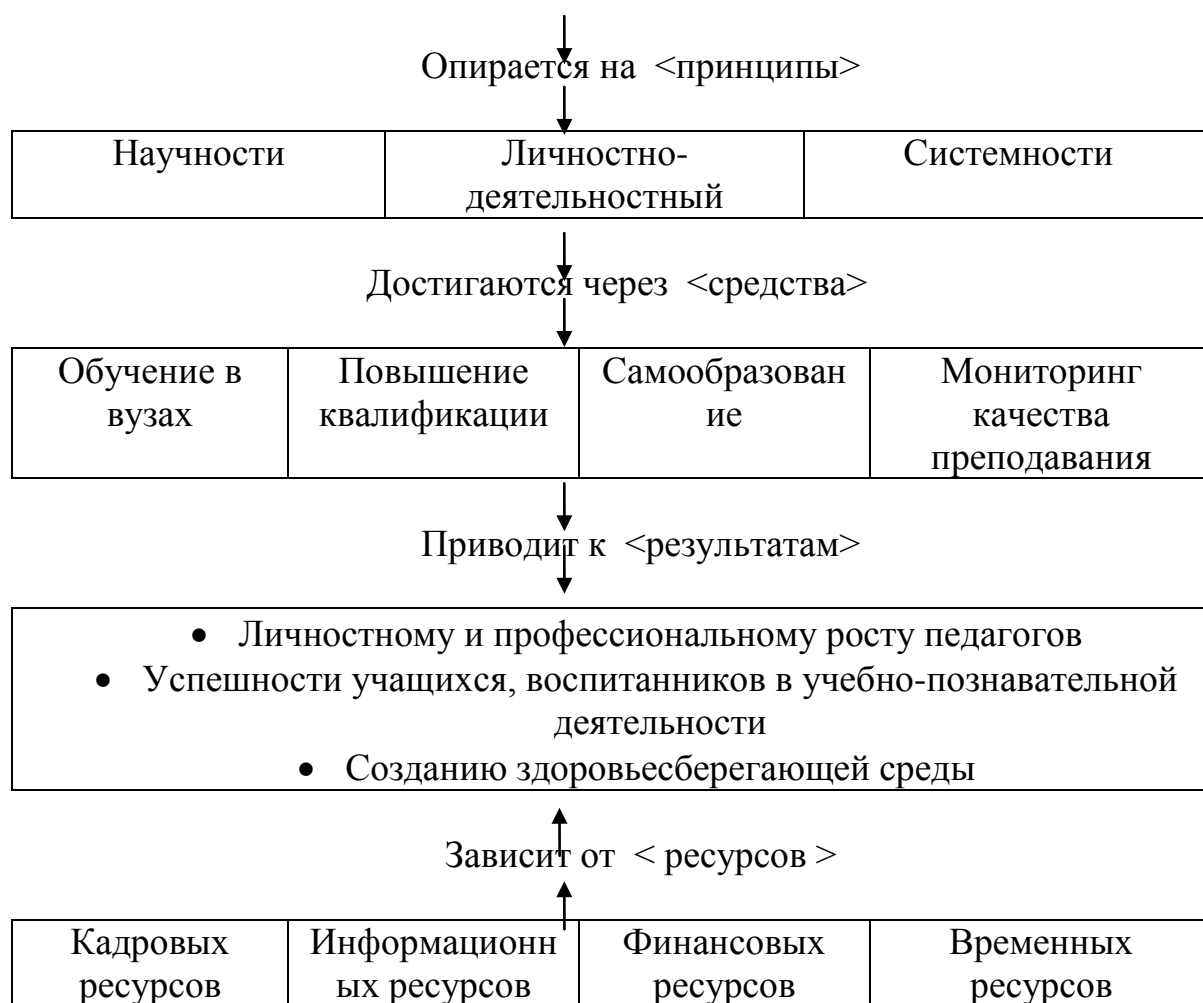 Опирается на <принципы>
Научности
Личностно-
деятельностный
Системности
Достигаются через <средства>
Обучение в
вузах
Повышение
квалификации
Самообразован
ие
Мониторинг
качества
преподавания
Приводит к <результатам>
• Личностному и профессиональному росту педагогов
• Успешности учащихся, воспитанников в учебно-познавательной
деятельности
• Созданию здоровьесберегающей среды
Зависит от < ресурсов >
Кадровых
ресурсов
Информационн
ых ресурсов
Финансовых
ресурсов
Временных
ресурсов